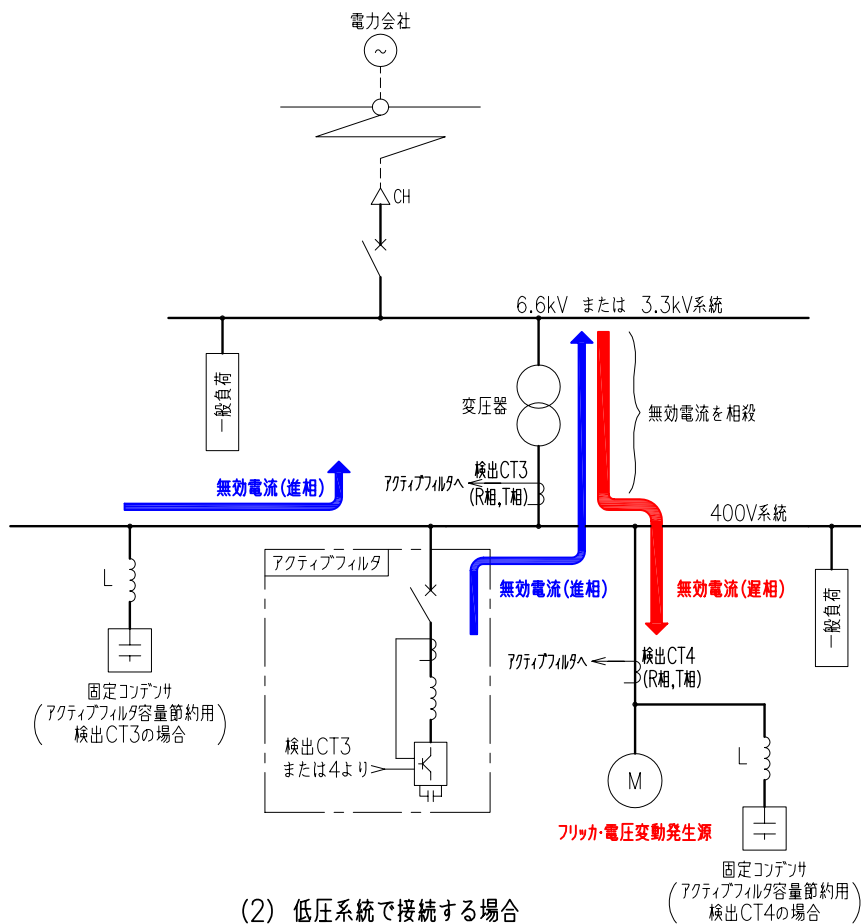 電力会社
~
CH
6.6kV または 3.3kV系統
一般負荷
変圧器
無効電流を相殺
検出CT3
(R相,T相)
アクティブフィルタへ
無効電流(進相)
400V系統
アクティブフィルタ
L
無効電流(進相)
無効電流(遅相)
一般負荷
アクティブフィルタへ
検出CT4
(R相,T相)
固定コンデンサ
(アクティブフィルタ容量節約用
検出CT3の場合)
検出CT3
または4より
M
L
フリッカ・電圧変動発生源
固定コンデンサ
(アクティブフィルタ容量節約用
検出CT4の場合)
(2) 低圧系統で接続する場合